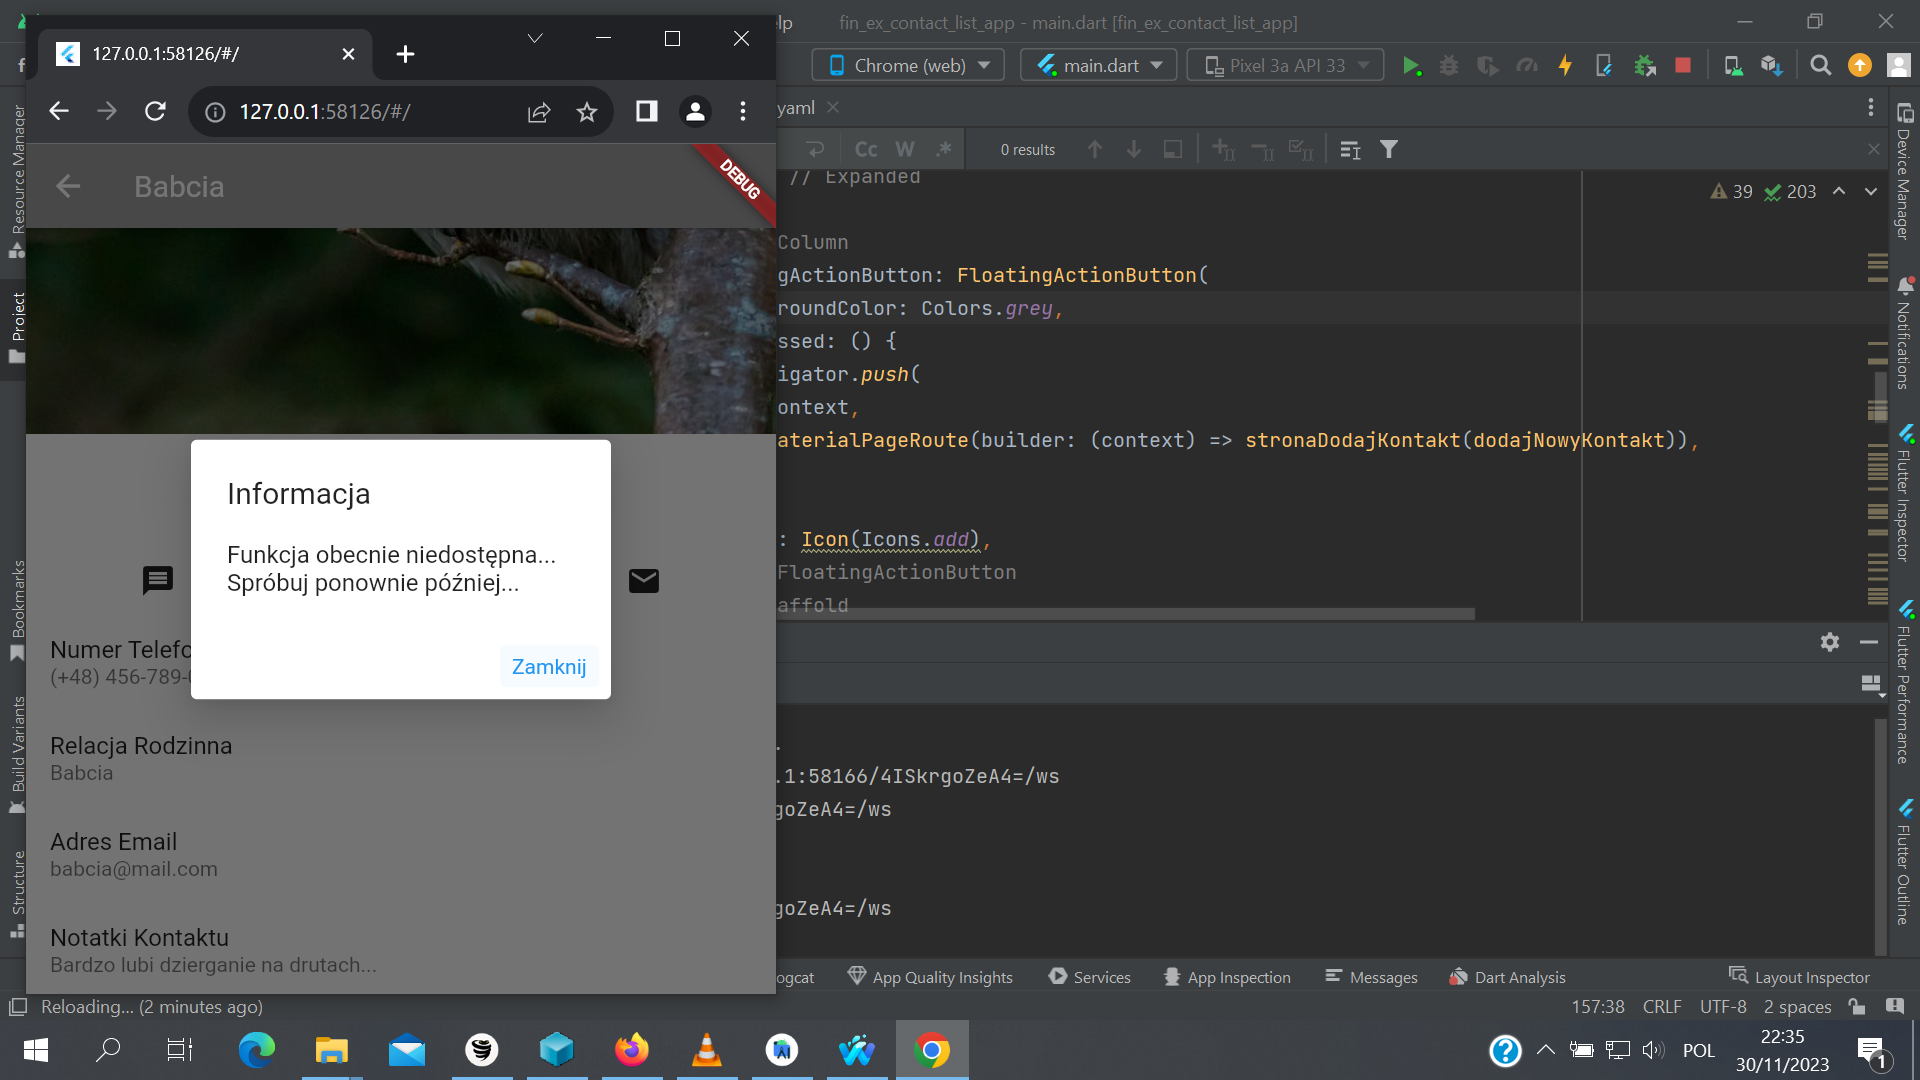 elp
fin_ex_contact_list_app - main.dart [fin_ex_contact_list_app]
127.0.0.1:58126/#/
Chrome (web)
main.dart
Pixel 3a API 33
127.0.0.1:58126/#/
yaml
Cc W .*
0 results
Babcia
DEBUG
// Expanded
39
203
Column
gActionButton: FloatingActionButton(
roundColor: Colors.grey,
ssed: () {
igator.push(
ontext,
aterialPageRoute(builder: (context) => stronaDodajKontakt(dodajNowyKontakt)),
: Icon(Icons.add),
FloatingActionButton
affold
Informacja
Funkcja obecnie niedostępna...
Spróbuj ponownie później...
Zamknij
Numer Telefo
(+48) 456-789-
Relacja Rodzinna
Babcia
Adres Email
babcia@mail.com
Notatki Kontaktu
Bardzo lubi dzierganie na drutach...
.
.1:58166/4ISkrgoZeA4=/ws
goZeA4=/ws
goZeA4=/ws
Resource Manager
Project
Bookmarks
Build Variants
Structure
Device Manager
Notifications
Flutter Inspector
Flutter Performance
Flutter Outline
ogcat
App Quality Insights
Services
App Inspection
Messages
Dart Analysis
Layout Inspector
Reloading... (2 minutes ago)
157:38
CRLF
UTF-8
2 spaces
POL
22:35
30/11/2023
1